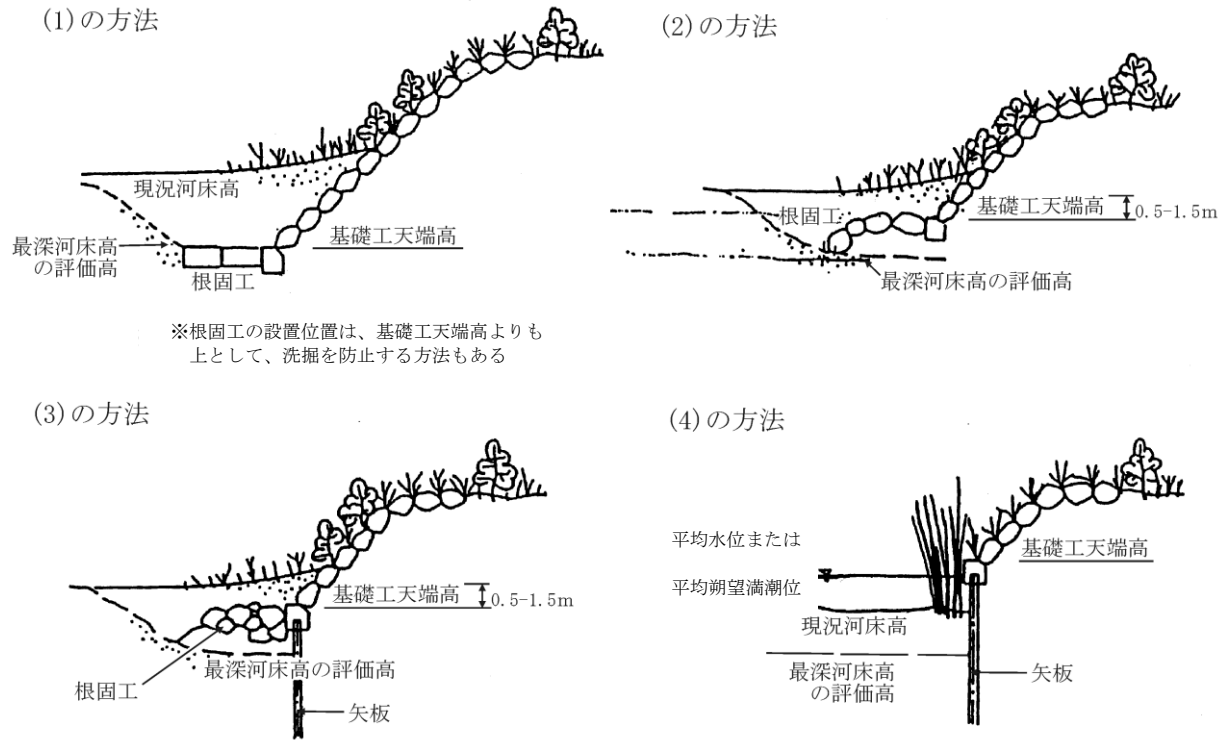 (1)の方法
現況河床高
最深河床高
の評価高
基礎工天端高
根固工
※根固工の設置位置は、基礎工天端高よりも
上として、洗掘を防止する方法もある
(2)の方法
根固工
基礎工天端高
0.5-1.5m
最深河床高の評価高
(3)の方法
基礎工天端高
0.5-1.5m
最深河床高の評価高
根固工
矢板
(4)の方法
平均水位または
平均朔望満潮位
基礎工天端高
現況河床高
最深河床高
の評価高
矢板